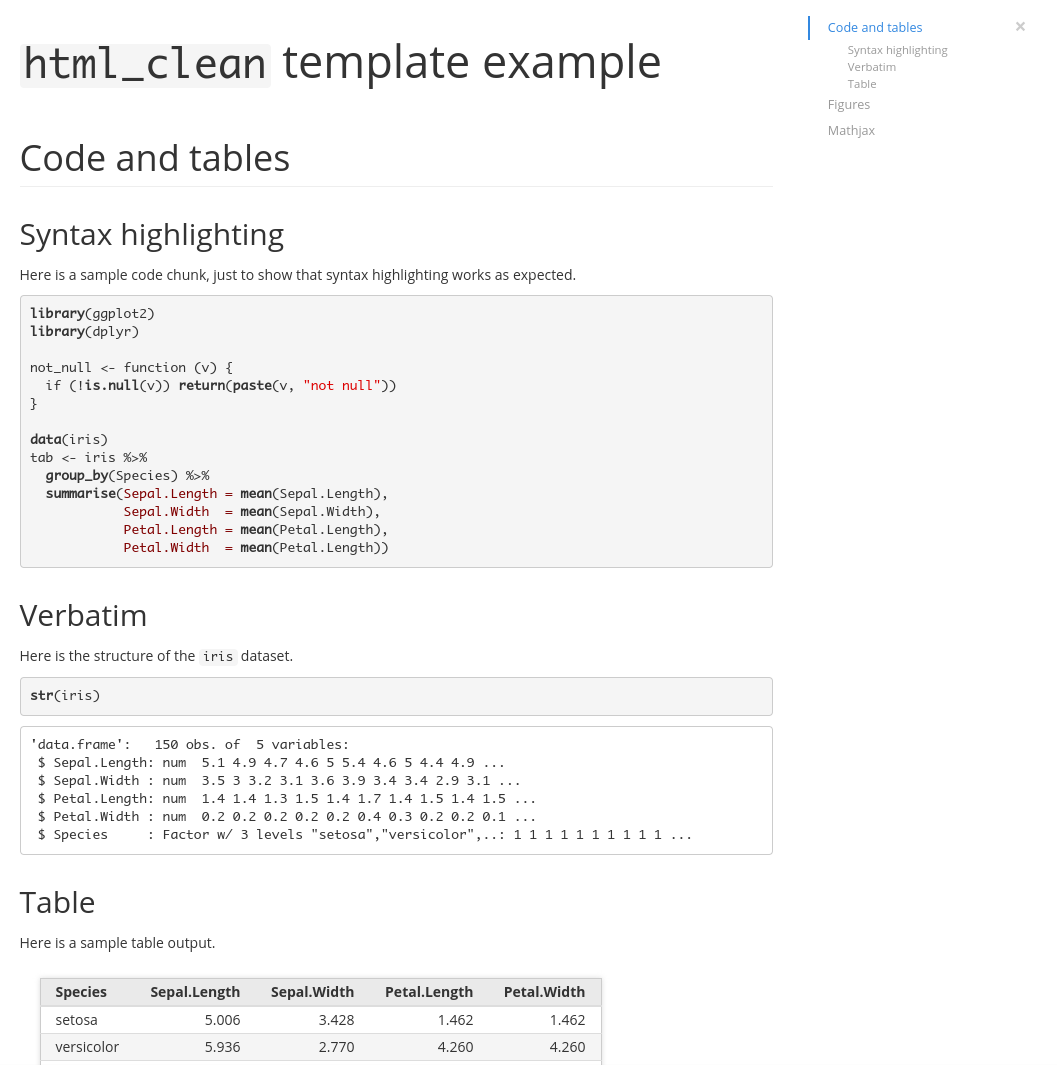 html_clean template example
Code and tables
Syntax highlighting
Here is a sample code chunk, just to show that syntax highlighting works as expected.
library(ggplot2)
library(dplyr)
not_null <- function (v) {
  if (!is.null(v)) return(paste(v, "not null"))
}
data(iris)
tab <- iris %>%
  group_by(Species) %>%
  summarise(Sepal.Length = mean(Sepal.Length),
            Sepal.Width  = mean(Sepal.Width),
            Petal.Length = mean(Petal.Length),
            Petal.Width  = mean(Petal.Length))
Verbatim
Here is the structure of the iris dataset.
str(iris)
'data.frame':   150 obs. of  5 variables:
 $ Sepal.Length: num  5.1 4.9 4.7 4.6 5 5.4 4.6 5 4.4 4.9 ...
 $ Sepal.Width : num  3.5 3 3.2 3.1 3.6 3.9 3.4 3.4 2.9 3.1 ...
 $ Petal.Length: num  1.4 1.4 1.3 1.5 1.4 1.7 1.4 1.5 1.4 1.5 ...
 $ Petal.Width : num  0.2 0.2 0.2 0.2 0.2 0.4 0.3 0.2 0.2 0.1 ...
 $ Species     : Factor w/ 3 levels "setosa","versicolor",..: 1 1 1 1 1 1 1 1 1 1 ...
Table
Here is a sample table output.
Species Sepal.Length Sepal.Width Petal.Length Petal.Width
setosa 5.006 3.428 1.462 1.462
versicolor 5.936 2.770 4.260 4.260
Code and tables ×
Syntax highlighting
Verbatim
Table
Figures
Mathjax